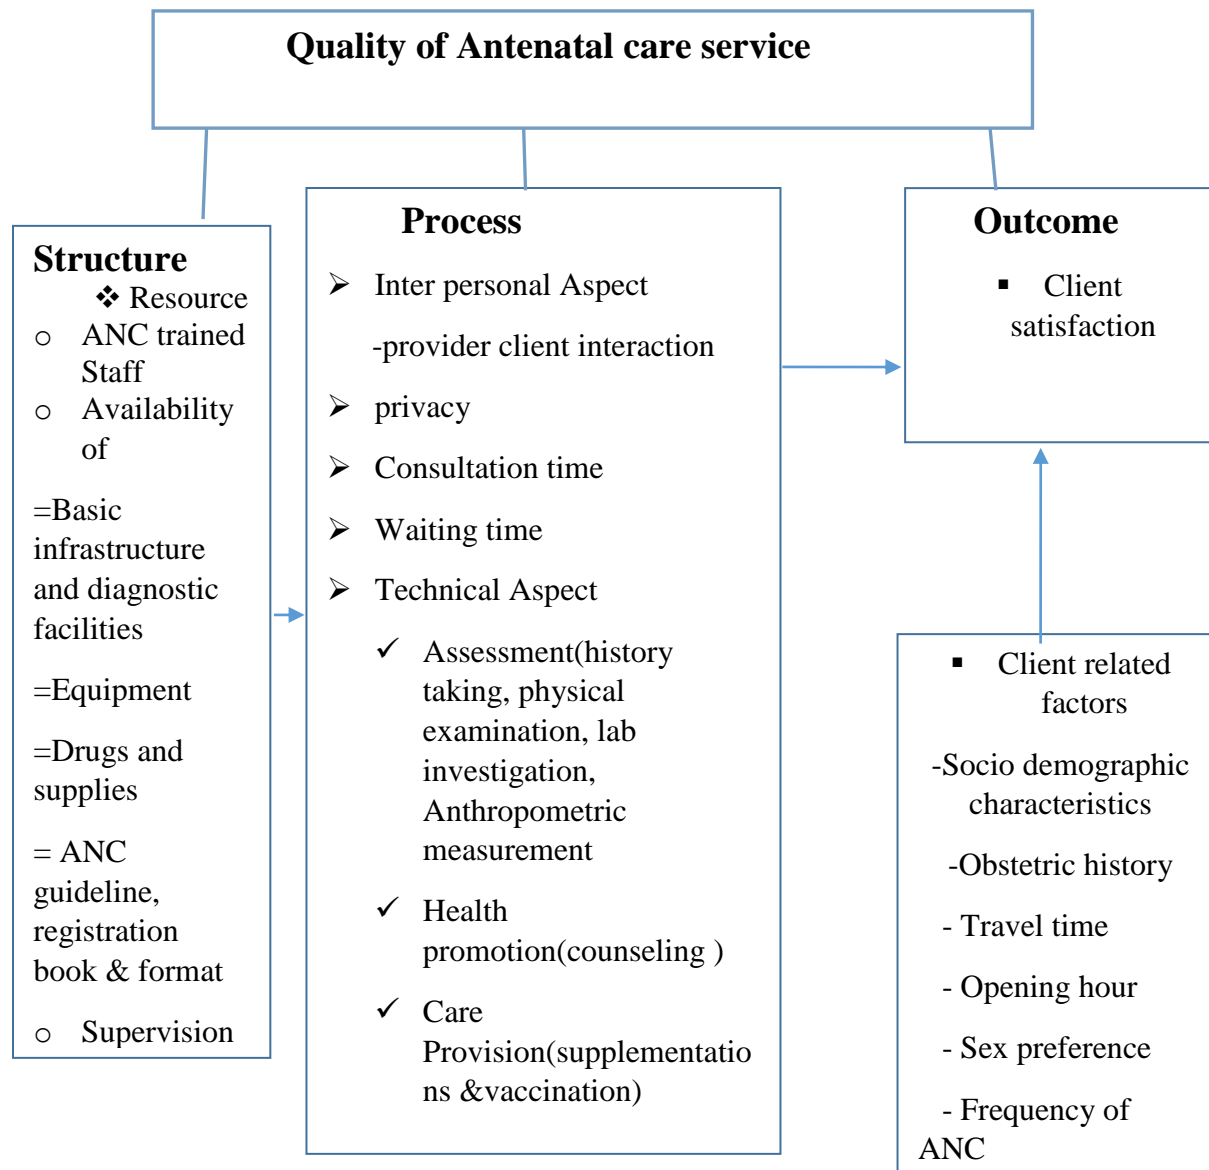 Quality of Antenatal care service
Structure
❖ Resource
o ANC trained
Staff
o Availability
of
=Basic
infrastructure
and diagnostic
facilities
=Equipment
=Drugs and
supplies
= ANC
guideline,
registration
book & format
o Supervision
Process
➢ Inter personal Aspect
-provider client interaction
➢ privacy
➢ Consultation time
➢ Waiting time
➢ Technical Aspect
✓ Assessment(history
taking, physical
examination, lab
investigation,
Anthropometric
measurement
✓ Health
promotion(counseling )
✓ Care
Provision(supplementatio
ns &vaccination)
Outcome
▪ Client
satisfaction
▪ Client related
factors
-Socio demographic
characteristics
-Obstetric history
- Travel time
- Opening hour
- Sex preference
- Frequency of
ANC